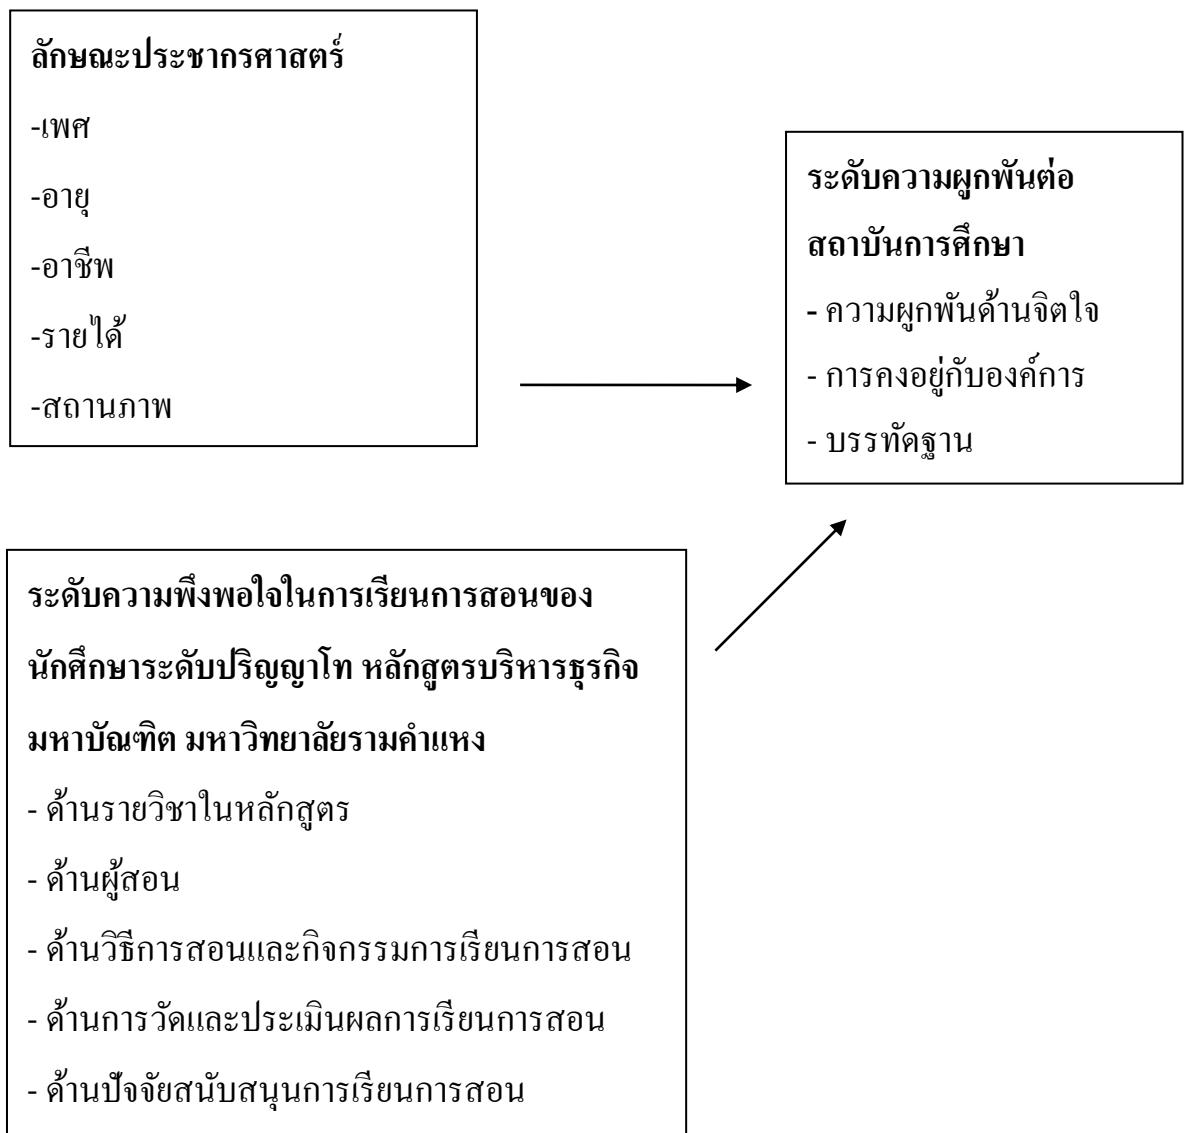 ลักษณะประชากรศาสตร์
-เพศ
-อายุ
-อาชีพ
-รายได้
-สถานภาพ
ระดับความผูกพันต่อ
สถาบันการศึกษา
- ความผูกพันด้านจิตใจ
- การคงอยู่กับองค์การ
- บรรทัดฐาน
ระดับความพึงพอใจในการเรียนการสอนของ
นักศึกษาระดับปริญญาโท หลักสูตรบริหารธุรกิจ
มหาบัณฑิต มหาวิทยาลัยรามคำแหง
- ด้านรายวิชาในหลักสูตร
- ด้านผู้สอน
- ด้านวิธีการสอนและกิจกรรมการเรียนการสอน
- ด้านการวัดและประเมินผลการเรียนการสอน
- ด้านปัจจัยสนับสนุนการเรียนการสอน